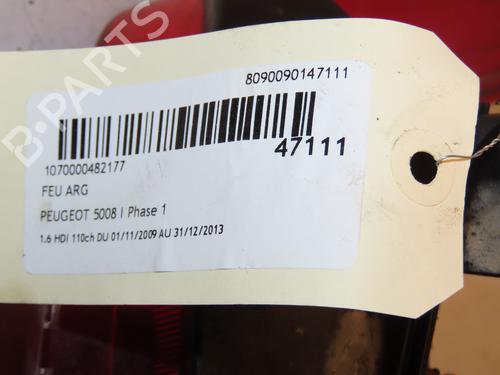 8090090147111
47111
1070000482177
FEU ARG
PEUGEOT 5008 I Phase 1
1.6 HDI 110ch DU 01/11/2009 AU 31/12/2013
B-PARTS